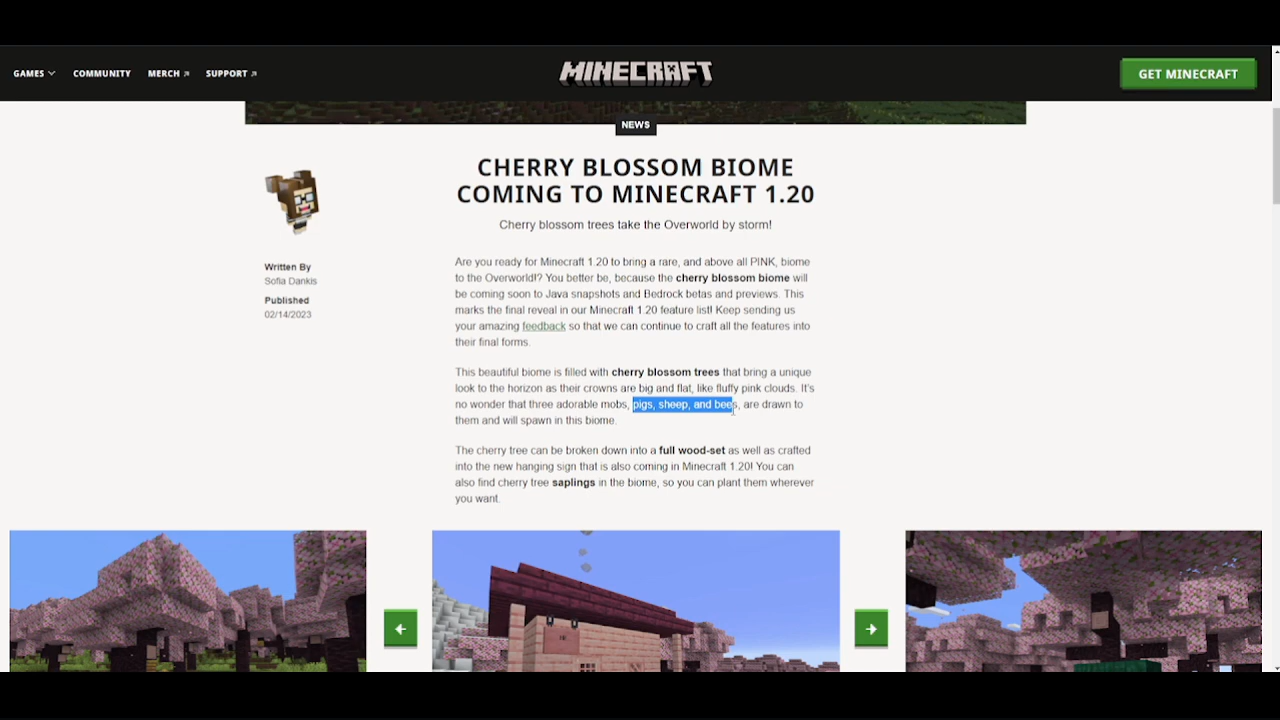 GAMES COMMUNITY MERCH SUPPORT MINECRAFT GET MINECRAFT
NEWS
CHERRY BLOSSOM BIOME
COMING TO MINECRAFT 1.20
Cherry blossom trees take the Overworld by storm!
Written By
Sofia Dankis
Published
02/14/2023
Are you ready for Minecraft 1.20 to bring a rare, and above all PINK, biome
to the Overworld!? You better be, because the cherry blossom biome will
be coming soon to Java snapshots and Bedrock betas and previews. This
marks the final reveal in our Minecraft 1.20 feature list! Keep sending us
your amazing feedback so that we can continue to craft all the features into
their final forms.
This beautiful biome is filled with cherry blossom trees that bring a unique
look to the horizon as their crowns are big and flat, like fluffy pink clouds. It's
no wonder that three adorable mobs, pigs, sheep, and bees, are drawn to
them and will spawn in this biome.
The cherry tree can be broken down into a full wood-set as well as crafted
into the new hanging sign that is also coming in Minecraft 1.20! You can
also find cherry tree saplings in the biome, so you can plant them wherever
you want.